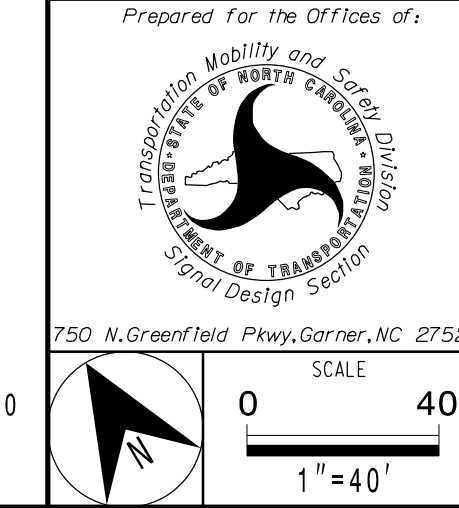 Prepared for the Offices of:
Transportation Mobility and Safety Division
STATE OF NORTH CAROLINA
DEPARTMENT OF TRANSPORTATION
Signal Design Section
750 N.Greenfield Pkwy,Garner,NC 2752
0
N
SCALE
0 40
1"=40'